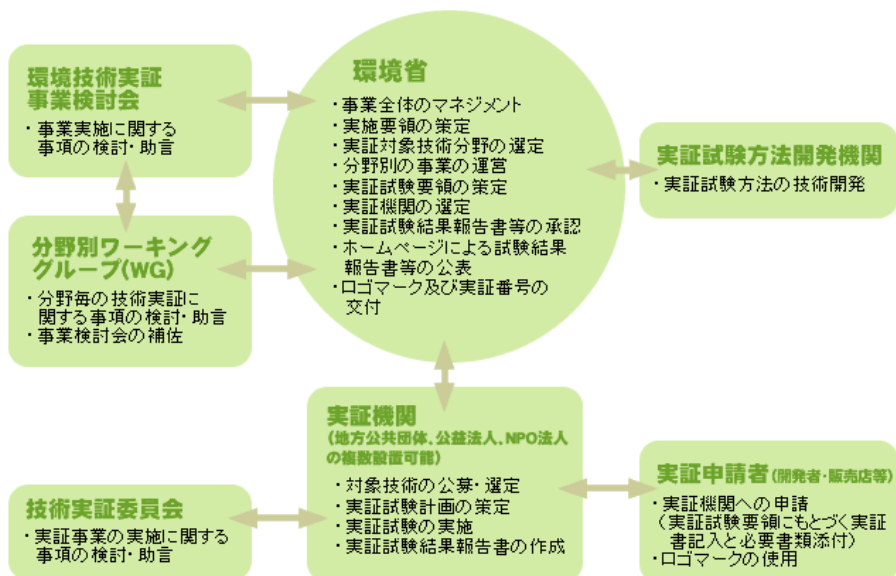 環境技術実証
事業検討会
・事業実施に関する
事項の検討・助言
環境省
・事業全体のマネジメント
・実施要領の策定
・実証対象技術分野の選定
・分野別の事業の運営
・実証試験要領の策定
・実証機関の選定
・実証試験結果報告書等の承認
・ホームページによる試験結果
報告書等の公表
・ロゴマーク及び実証番号の
交付
実証試験方法開発機関
・実証試験方法の技術開発
分野別ワーキング
グループ(WG)
・分野毎の技術実証に
関する事項の検討・助言
・事業検討会の補佐
実証機関
(地方公共団体、公益法人、NPO法人
の複数設置可能)
・対象技術の公募・選定
・実証試験計画の策定
・実証試験の実施
・実証試験結果報告書の作成
技術実証委員会
・実証事業の実施に関する
事項の検討・助言
実証申請者(開発者・販売店等)
・実証機関への申請
(実証試験要領にもとづく実証
書記入と必要書類添付)
・ロゴマークの使用